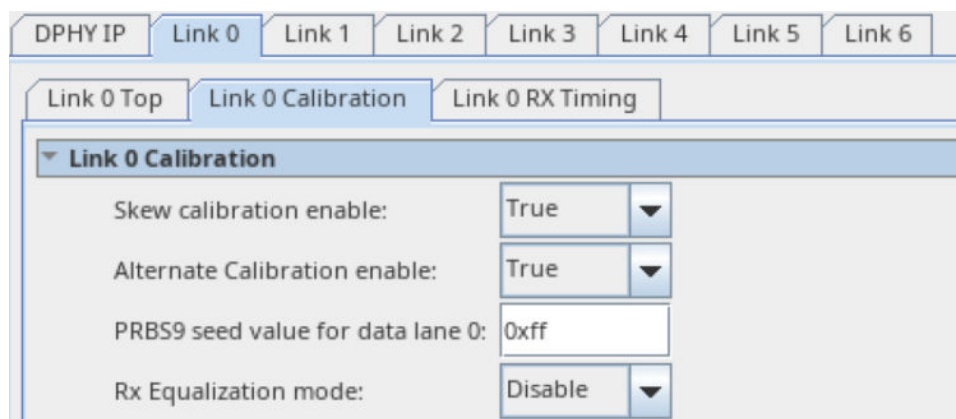 DPHY IP Link 0 Link 1 Link 2 Link 3 Link 4 Link 5 Link 6
Link 0 Top Link 0 Calibration Link 0 RX Timing
Link 0 Calibration
Skew calibration enable: True
Alternate Calibration enable: True
PRBS9 seed value for data lane 0: 0xff
Rx Equalization mode: Disable